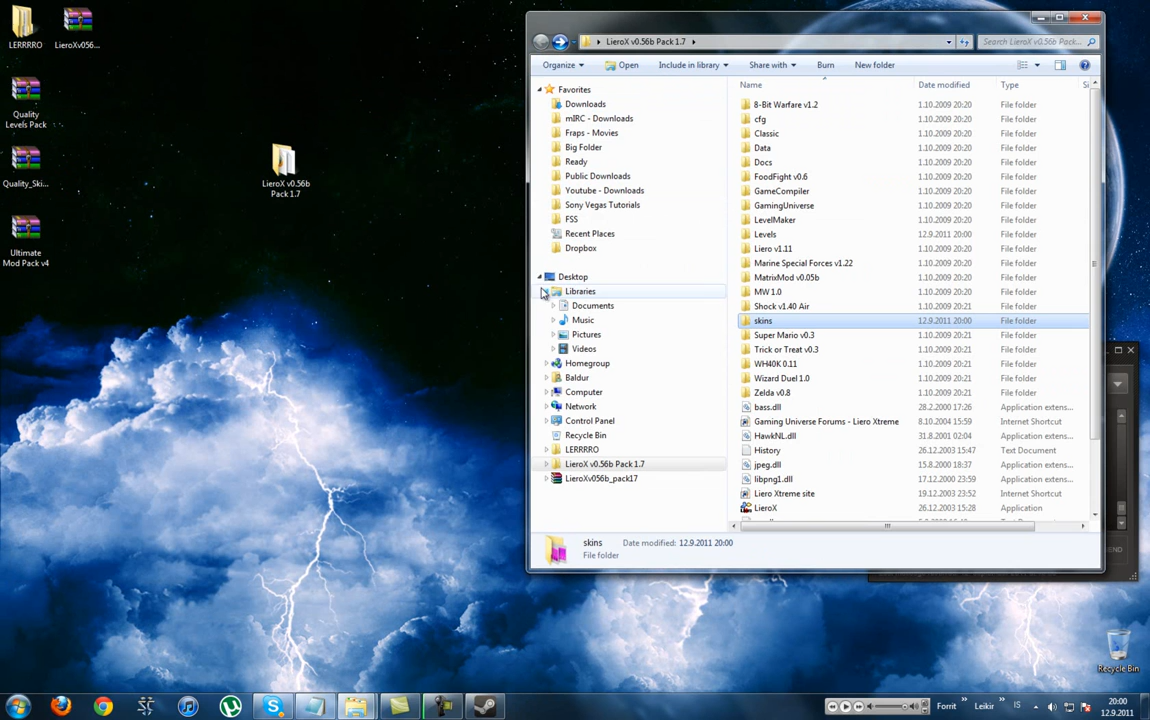 LERRRRO
LieroXv056...
Quality
Levels Pack
Quality_Ski...
Ultimate
Mod Pack v4
LieroX v0.56b
Pack 1.7
LieroX v0.56b Pack 1.7
Search LieroX v0.56b Pack...
Organize
Open
Include in library
Share with
Burn
New folder
Favorites
Downloads
mIRC - Downloads
Fraps - Movies
Big Folder
Ready
Public Downloads
Youtube - Downloads
Sony Vegas Tutorials
FSS
Recent Places
Dropbox
Desktop
Libraries
Documents
Music
Pictures
Videos
Homegroup
Baldur
Computer
Network
Control Panel
Recycle Bin
LERRRRO
LieroX v0.56b Pack 1.7
LieroXv056b_pack17
Name Date modified Type Si
8-Bit Warfare v1.2 1.10.2009 20:20 File folder
cfg 1.10.2009 20:20 File folder
Classic 1.10.2009 20:20 File folder
Data 1.10.2009 20:20 File folder
Docs 1.10.2009 20:20 File folder
FoodFight v0.6 1.10.2009 20:20 File folder
GameCompiler 1.10.2009 20:20 File folder
GamingUniverse 1.10.2009 20:20 File folder
LevelMaker 1.10.2009 20:20 File folder
Levels 12.9.2011 20:00 File folder
Liero v1.11 1.10.2009 20:20 File folder
Marine Special Forces v1.22 1.10.2009 20:20 File folder
MatrixMod v0.05b 1.10.2009 20:20 File folder
MW 1.0 1.10.2009 20:20 File folder
Shock v1.40 Air 1.10.2009 20:21 File folder
skins 12.9.2011 20:00 File folder
Super Mario v0.3 1.10.2009 20:21 File folder
Trick or Treat v0.3 1.10.2009 20:21 File folder
WH40K 0.11 1.10.2009 20:21 File folder
Wizard Duel 1.0 1.10.2009 20:21 File folder
Zelda v0.8 1.10.2009 20:21 File folder
bass.dll 28.2.2000 17:26 Application extens...
Gaming Universe Forums - Liero Xtreme 8.10.2004 15:59 Internet Shortcut
HawkNL.dll 31.8.2001 02:04 Application extens...
History 26.12.2003 15:47 Text Document
jpeg.dll 15.8.2000 18:37 Application extens...
libpng1.dll 17.12.2000 23:59 Application extens...
Liero Xtreme site 19.12.2003 23:52 Internet Shortcut
LieroX 26.12.2003 15:28 Application
skins Date modified: 12.9.2011 20:00
File folder
Recycle Bin
Forrit
Leikir
IS
20:00
12.9.2011